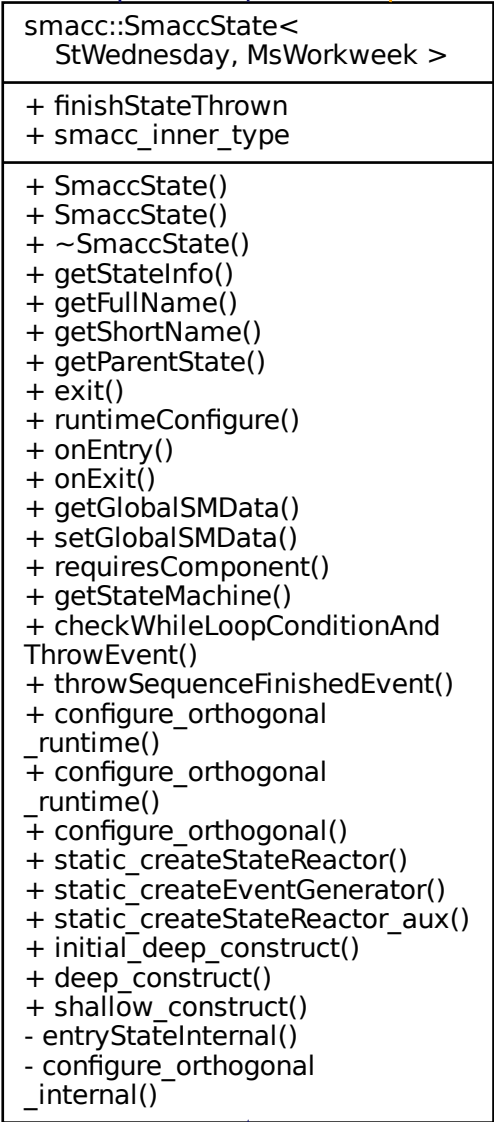 smacc::SmaccState<
StWednesday, MsWorkweek >
+ finishStateThrown
+ smacc_inner_type
+ SmaccState()
+ SmaccState()
+ ~SmaccState()
+ getStateInfo()
+ getFullName()
+ getShortName()
+ getParentState()
+ exit()
+ runtimeConfigure()
+ onEntry()
+ onExit()
+ getGlobalSMData()
+ setGlobalSMData()
+ requiresComponent()
+ getStateMachine()
+ checkWhileLoopConditionAnd
ThrowEvent()
+ throwSequenceFinishedEvent()
+ configure_orthogonal
_runtime()
+ configure_orthogonal
_runtime()
+ configure_orthogonal()
+ static_createStateReactor()
+ static_createEventGenerator()
+ static_createStateReactor_aux()
+ initial_deep_construct()
+ deep_construct()
+ shallow_construct()
- entryStateInternal()
- configure_orthogonal
_internal()